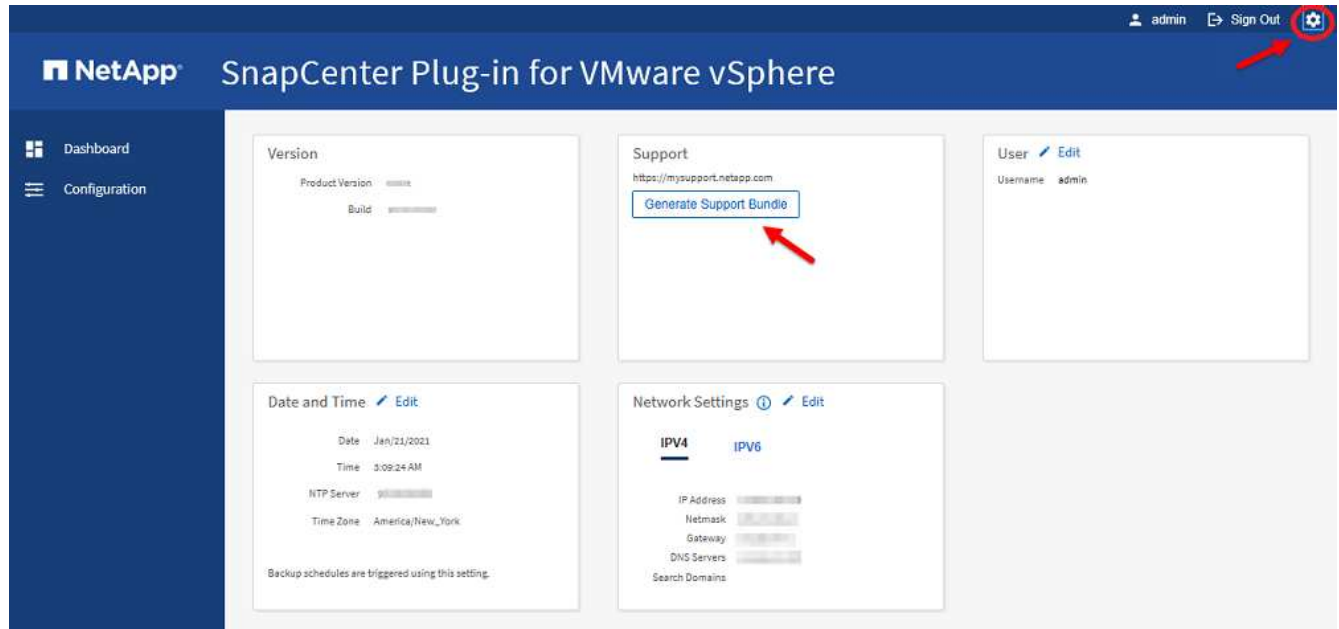 admin Sign Out
NetApp SnapCenter Plug-in for VMware vSphere
Dashboard
Configuration
Version
Product Version
Build
Support
https://mysupport.netapp.com
Generate Support Bundle
User Edit
Username admin
Date and Time Edit
Date Jan/21/2021
Time 3:09:24 AM
NTP Server
Time Zone America/New_York
Backup schedules are triggered using this setting.
Network Settings Edit
IPV4 IPV6
IP Address
Netmask
Gateway
DNS Servers
Search Domains